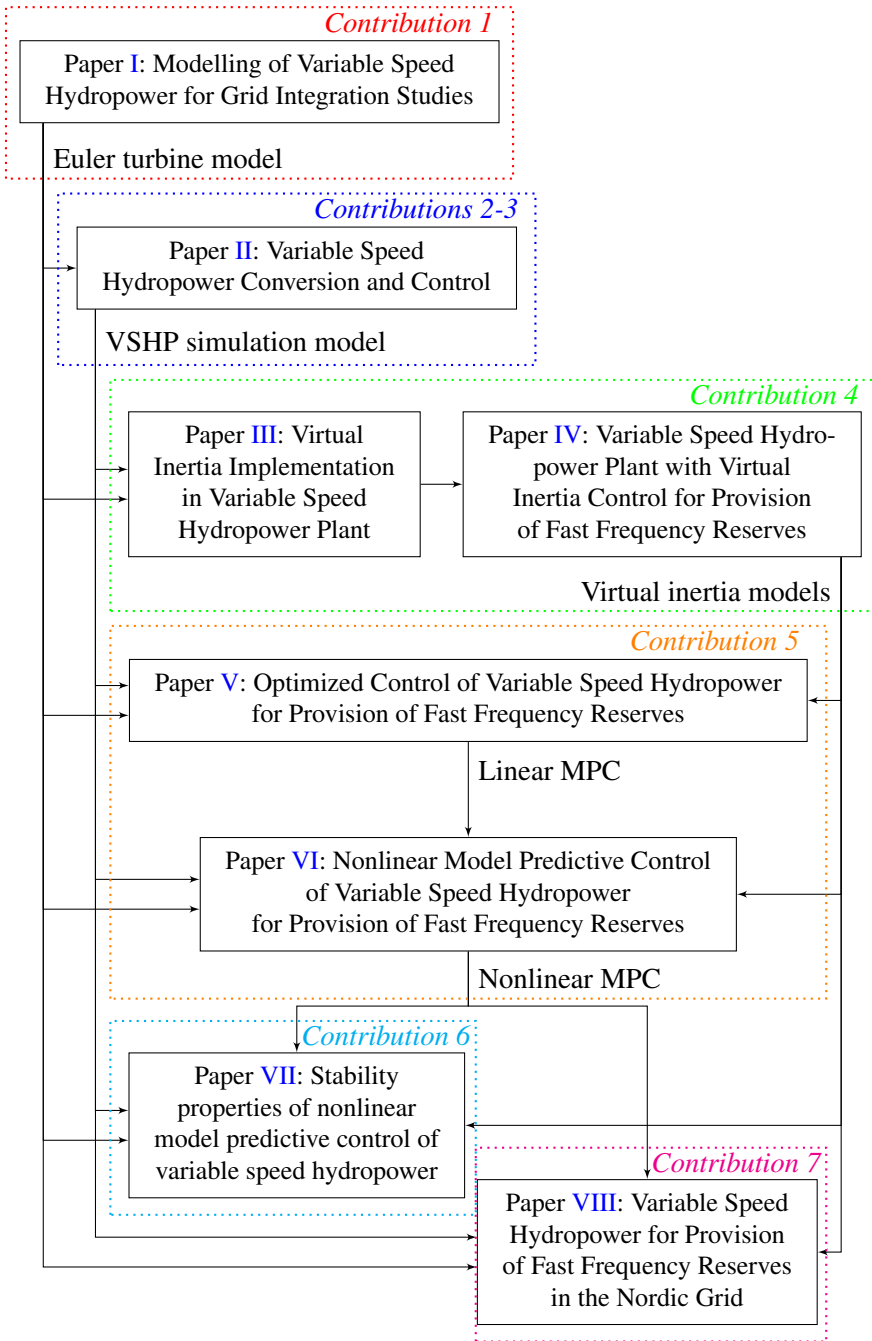 Contribution 1
Paper I: Modelling of Variable Speed
Hydropower for Grid Integration Studies
Euler turbine model
Contributions 2-3
Paper II: Variable Speed
Hydropower Conversion and Control
VSHP simulation model
Contribution 4
Paper III: Virtual
Inertia Implementation
in Variable Speed
Hydropower Plant
Paper IV: Variable Speed Hydro-
power Plant with Virtual
Inertia Control for Provision
of Fast Frequency Reserves
Virtual inertia models
Contribution 5
Paper V: Optimized Control of Variable Speed Hydropower
for Provision of Fast Frequency Reserves
Linear MPC
Paper VI: Nonlinear Model Predictive Control
of Variable Speed Hydropower
for Provision of Fast Frequency Reserves
Nonlinear MPC
Contribution 6
Paper VII: Stability
properties of nonlinear
model predictive control of
variable speed hydropower
Contribution 7
Paper VIII: Variable Speed
Hydropower for Provision
of Fast Frequency Reserves
in the Nordic Grid